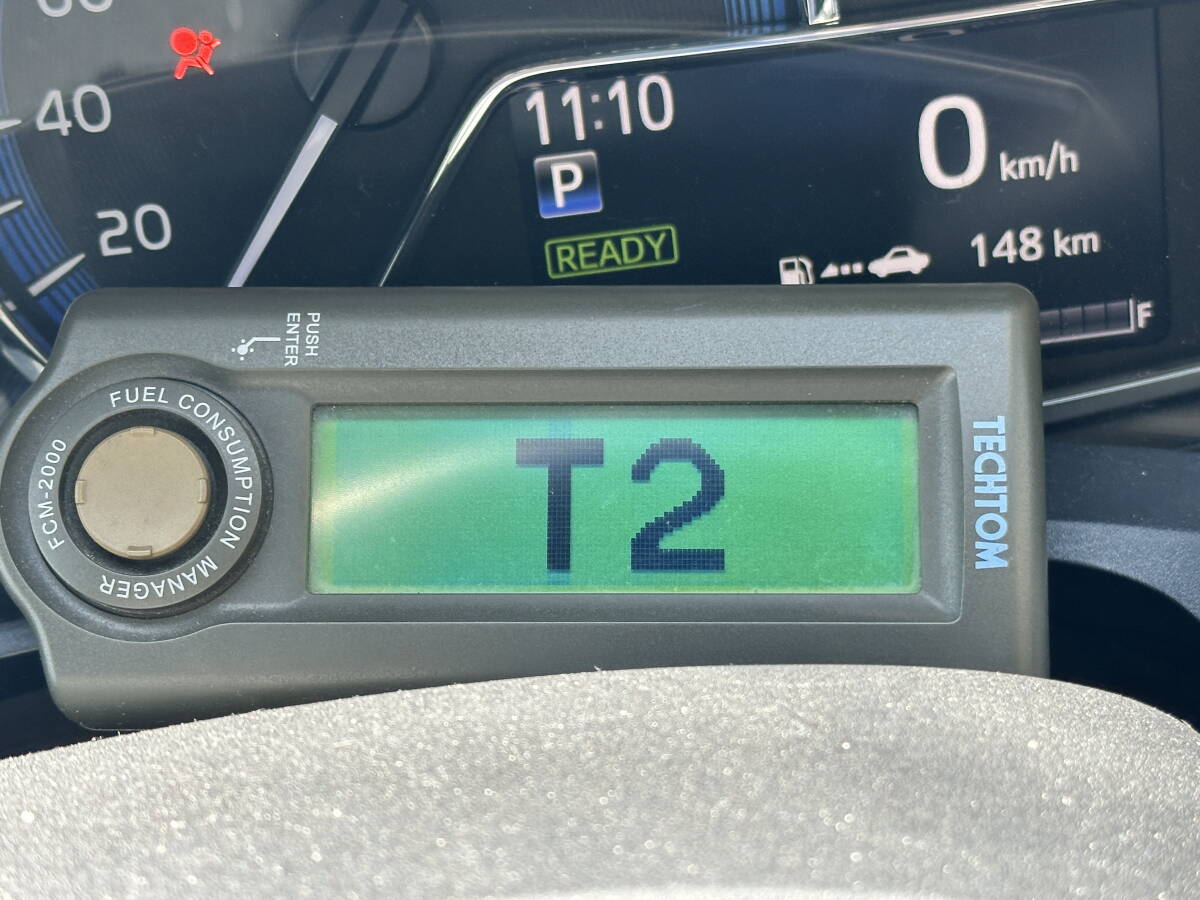 40
20
11:10
P
READY
0 km/h
148 km
F
PUSH
ENTER
FUEL CONSUMPTION MANAGER
FCM-2000
T2
TECHTOM